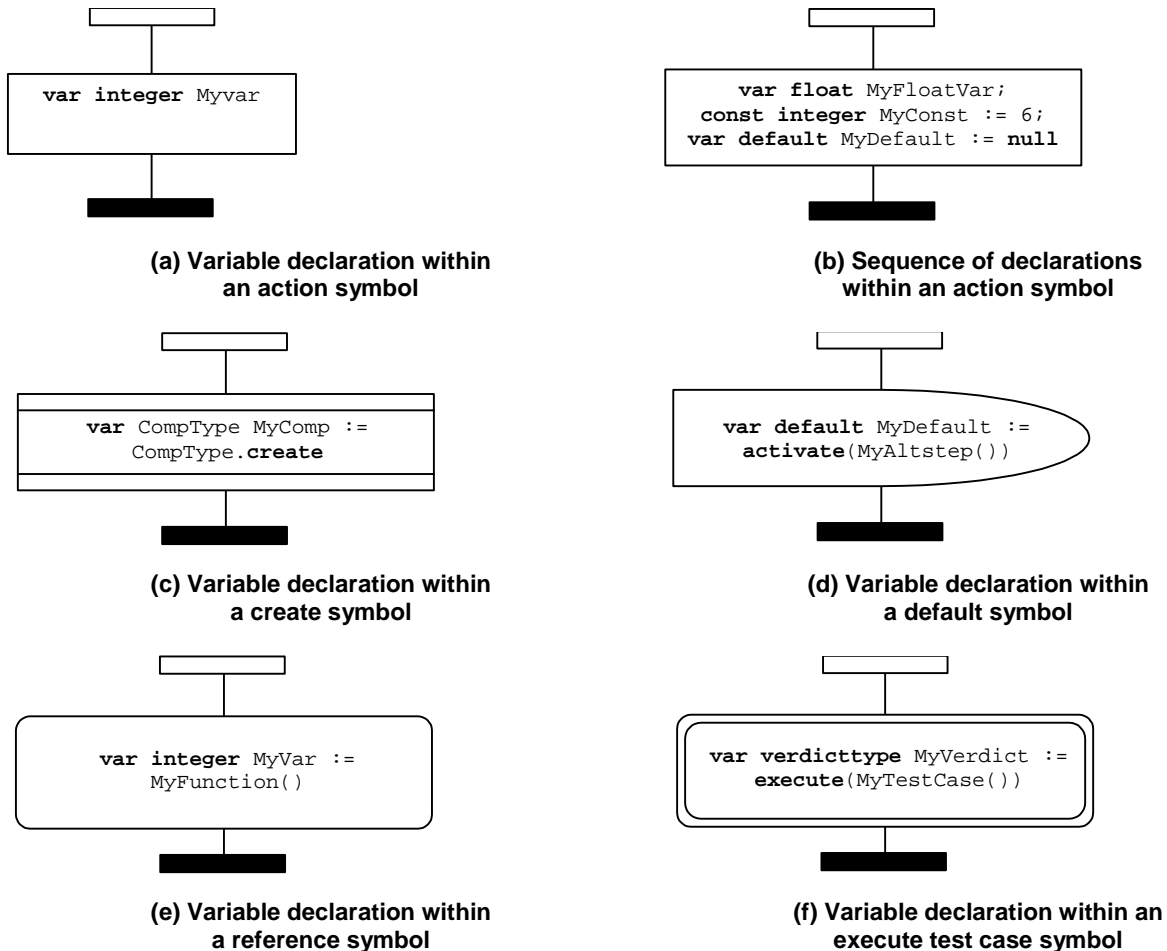 var integer Myvar
(a) Variable declaration within
an action symbol
var float MyFloatVar;
const integer MyConst := 6;
var default MyDefault := null
(b) Sequence of declarations
within an action symbol
var CompType MyComp :=
CompType.create
(c) Variable declaration within
a create symbol
var default MyDefault :=
activate(MyAltstep())
(d) Variable declaration within
a default symbol
var integer MyVar :=
MyFunction()
(e) Variable declaration within
a reference symbol
var verdicttype MyVerdict :=
execute(MyTestCase())
(f) Variable declaration within an
execute test case symbol